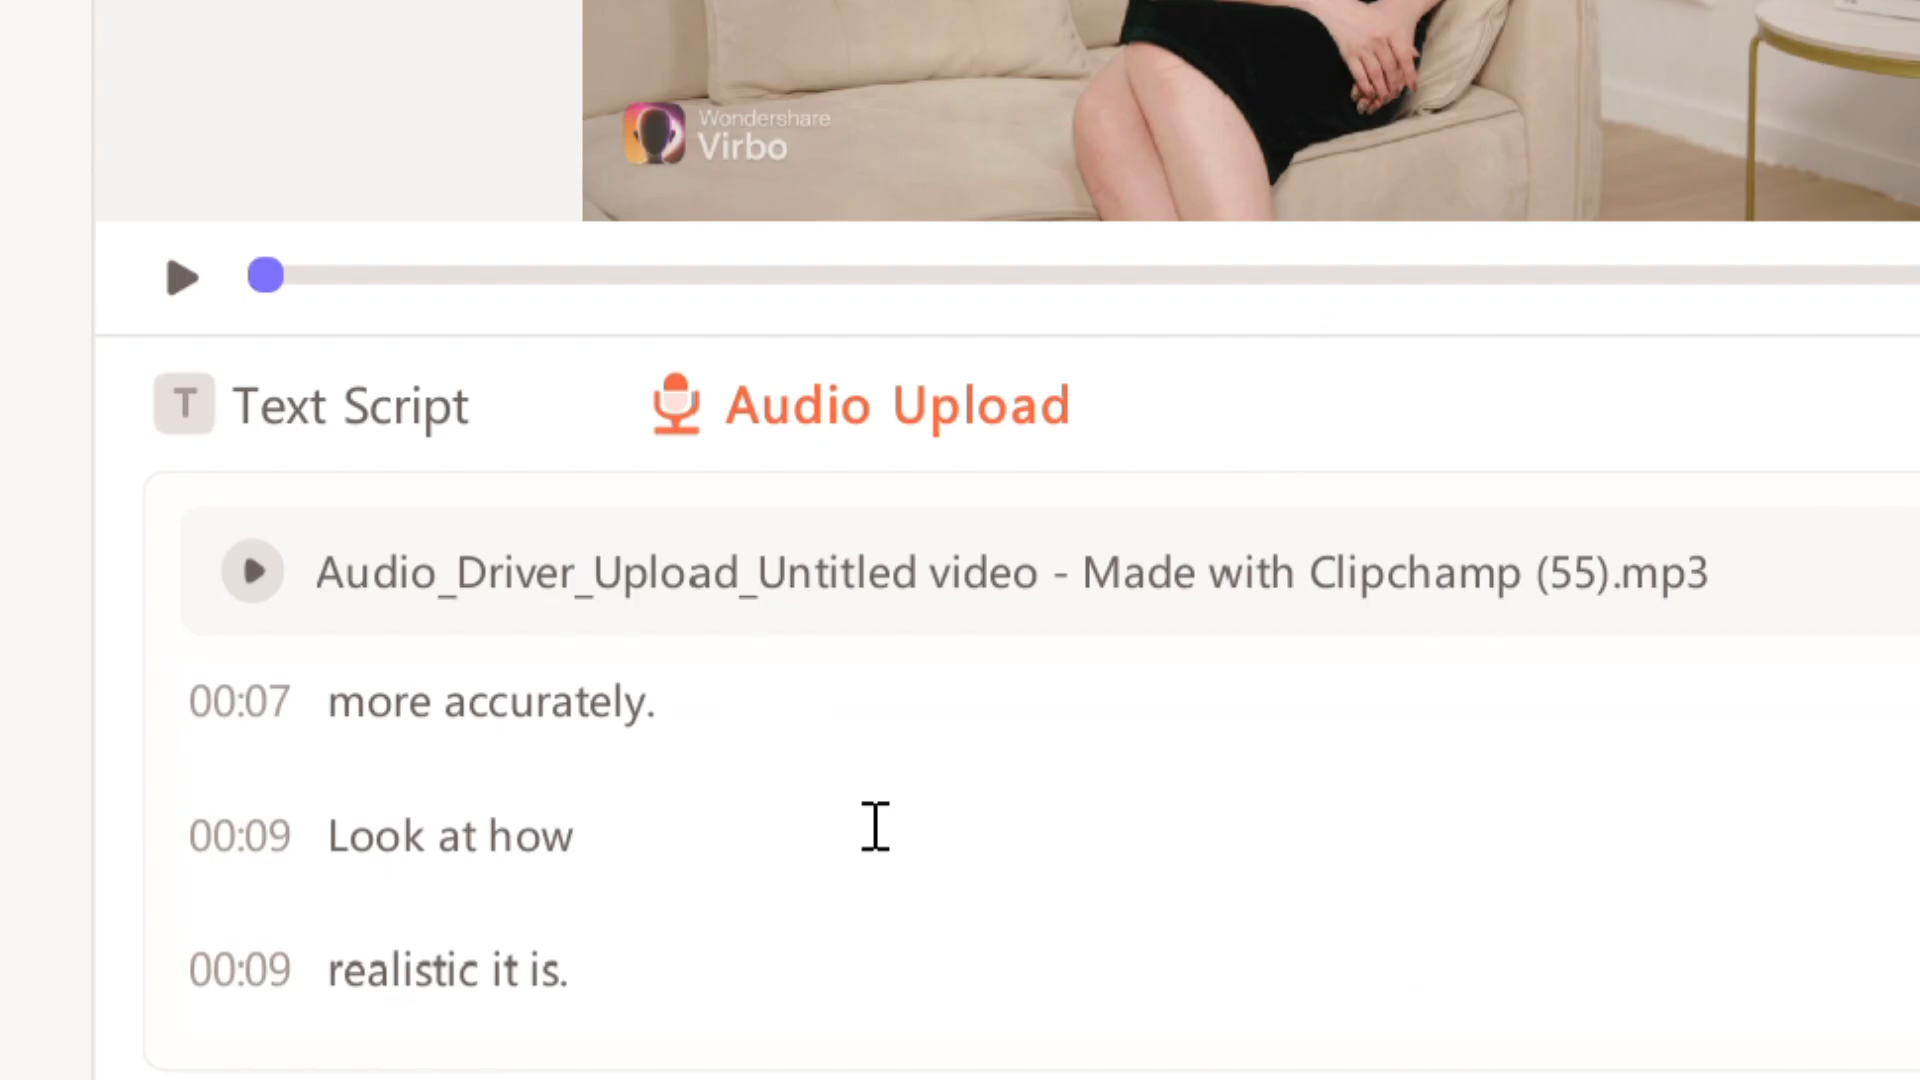 Wondershare
Virbo
T Text Script
Audio Upload
Audio_Driver_Upload_Untitled video - Made with Clipchamp (55).mp3
00:07 more accurately.
00:09 Look at how
00:09 realistic it is.